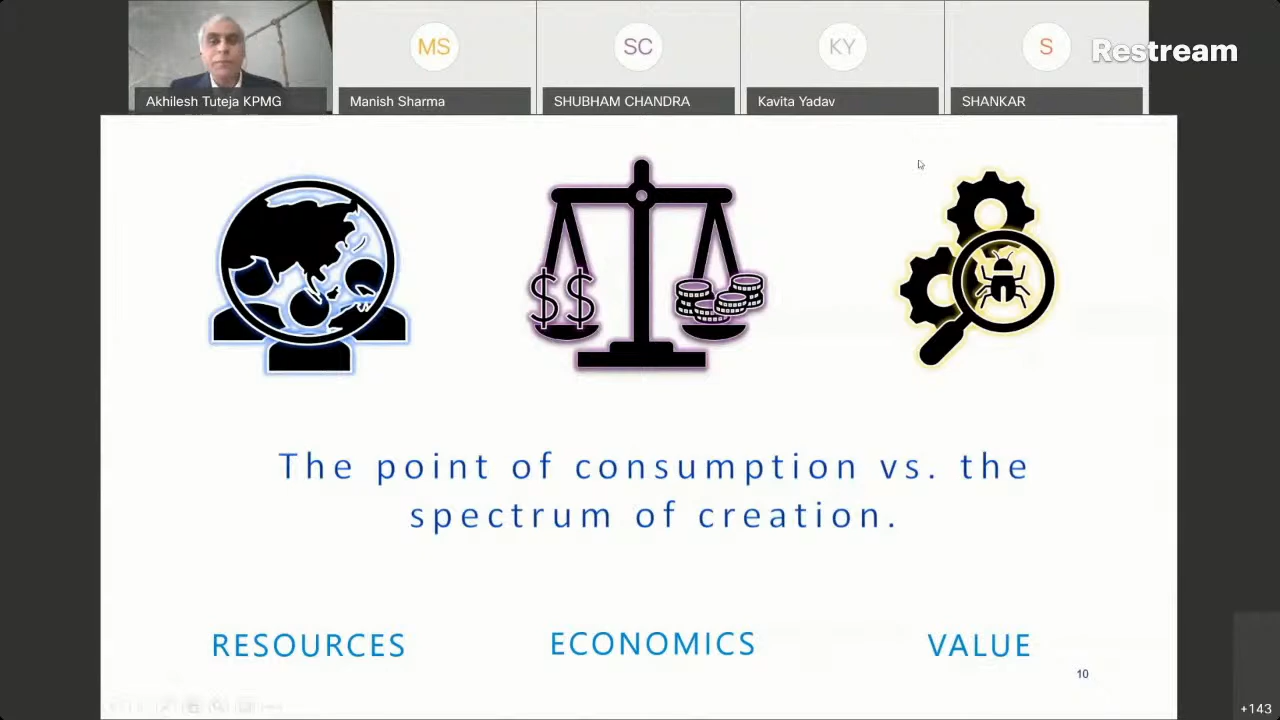 Akhilesh Tuteja KPMG
MS
Manish Sharma
SC
SHUBHAM CHANDRA
KY
Kavita Yadav
S
SHANKAR
Restream
$$
The point of consumption vs. the
spectrum of creation.
RESOURCES
ECONOMICS
VALUE
10
+143